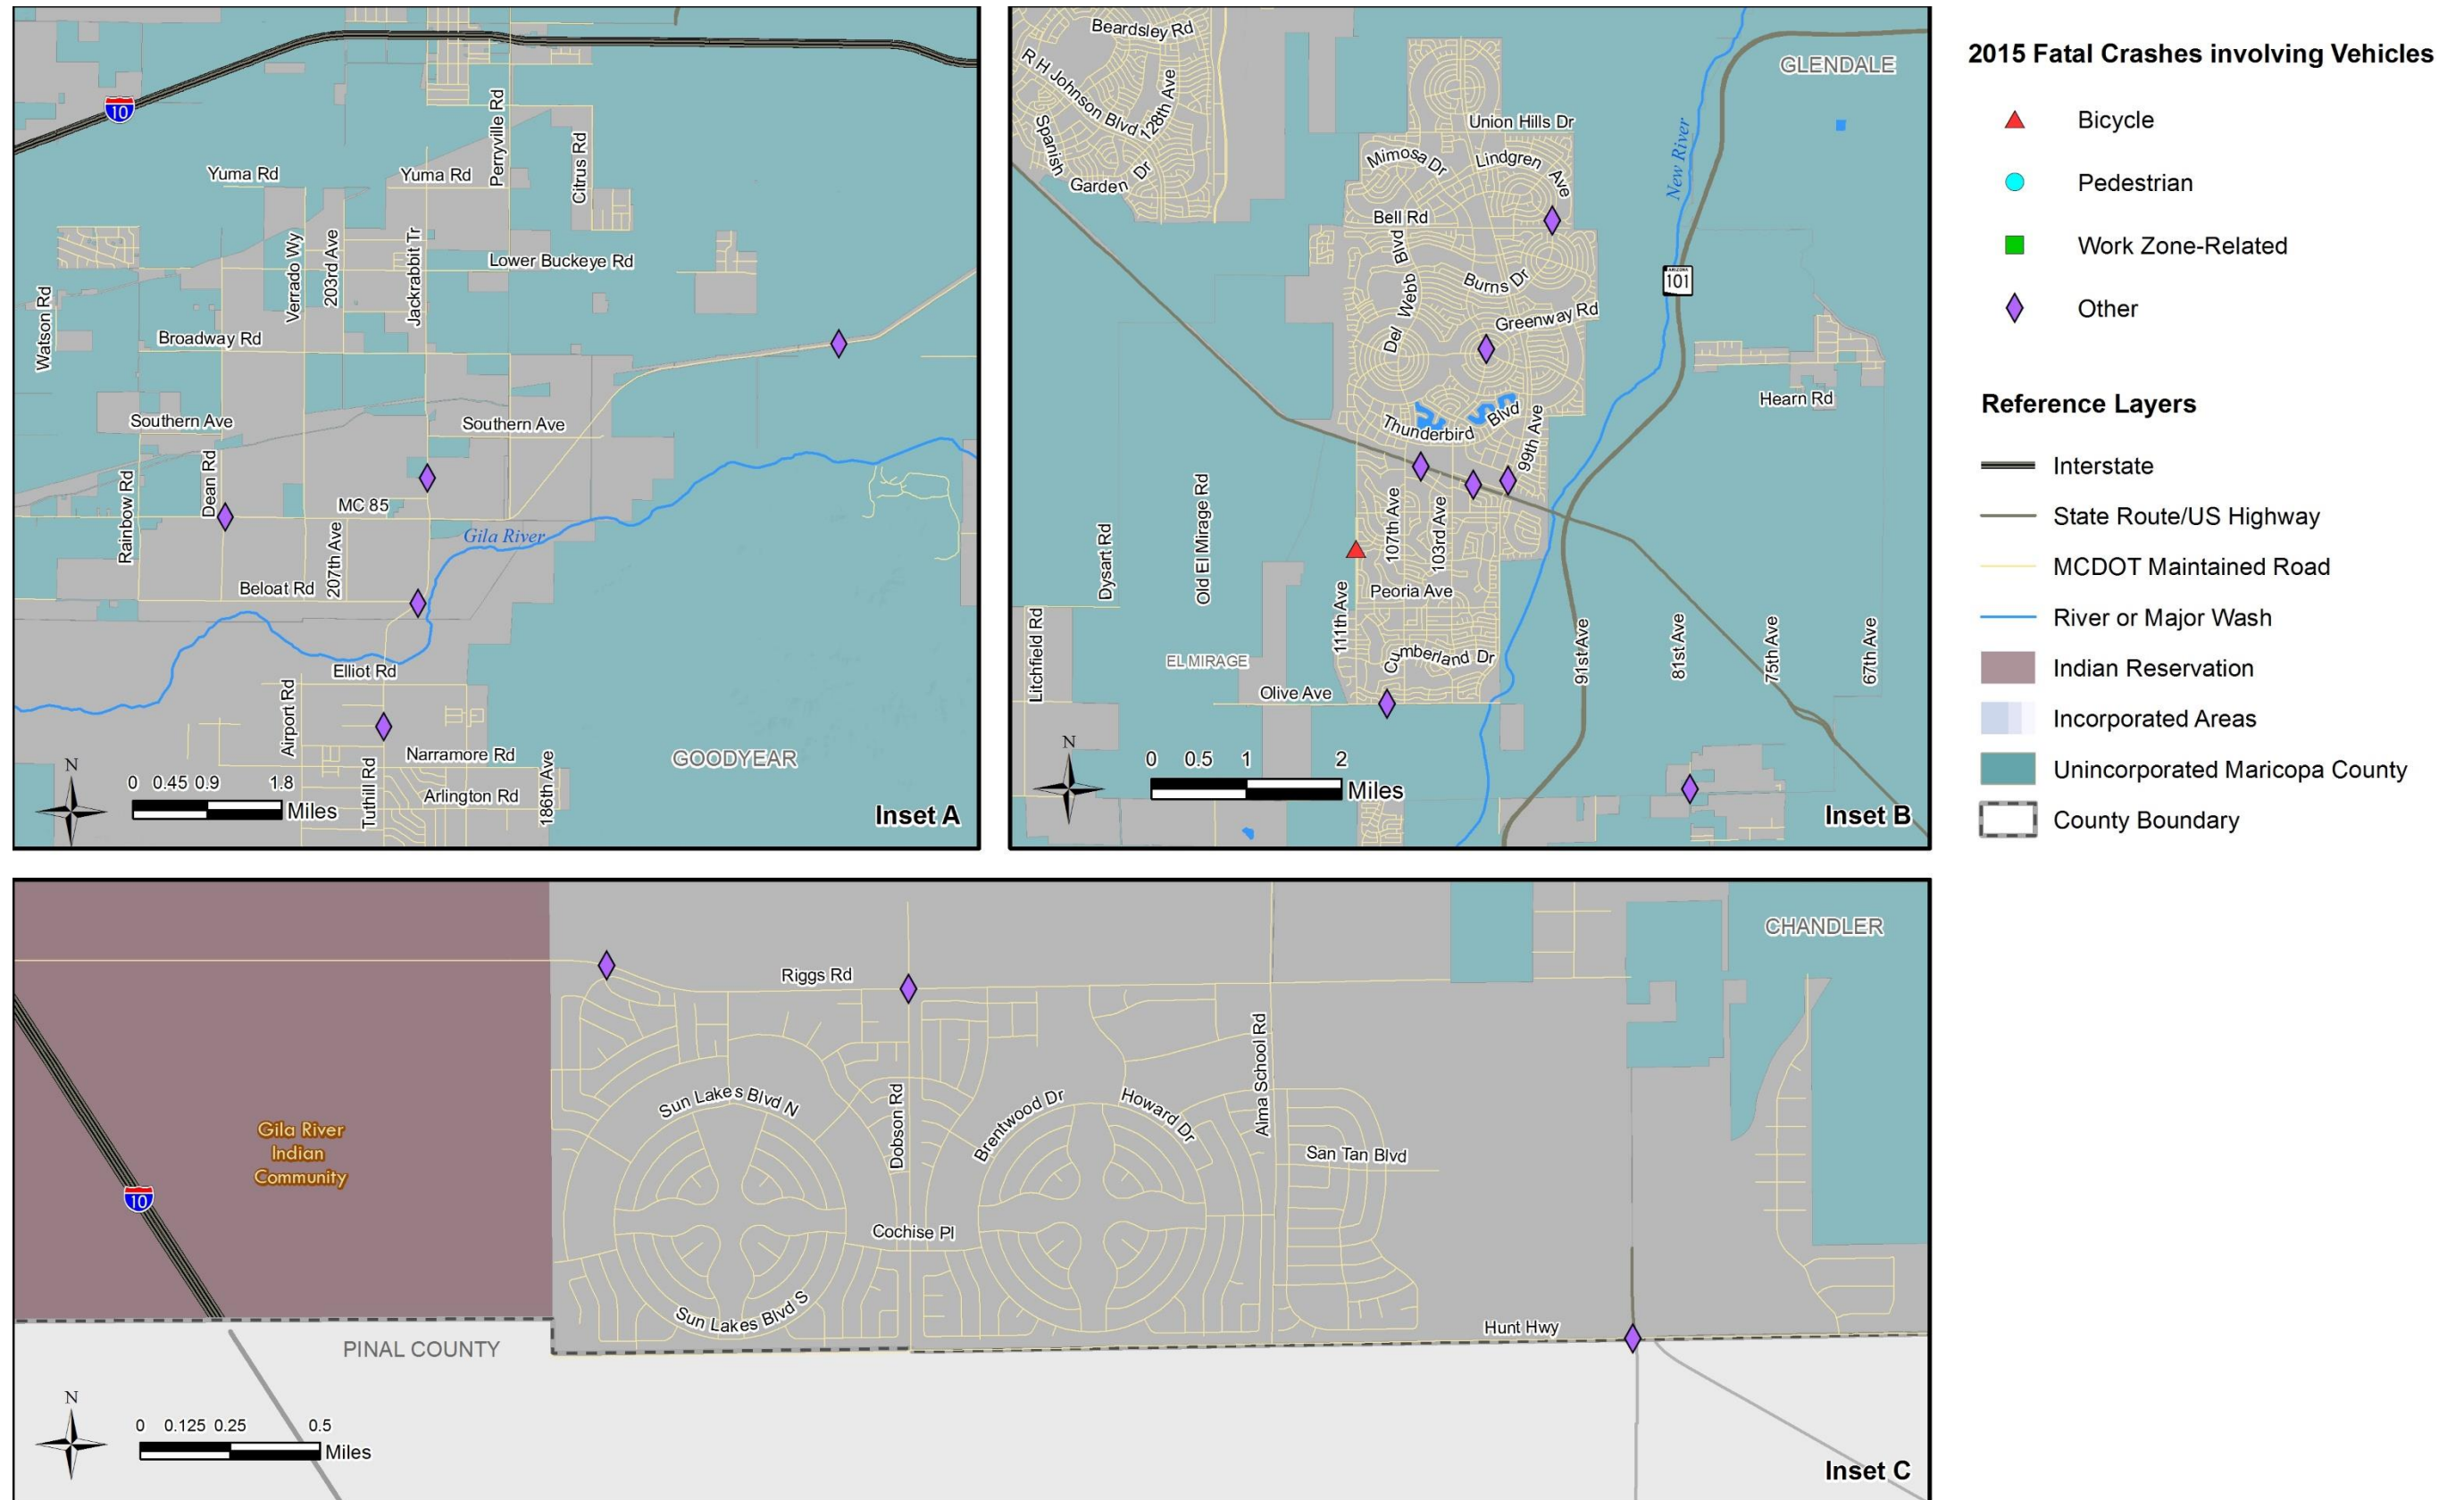 10
Yuma Rd
Yuma Rd
Perryville Rd
Citrus Rd
Verrado Wy
203rd Ave
Jackrabbit Tr
Lower Buckeye Rd
Watson Rd
Broadway Rd
Southern Ave
Southern Ave
Dean Rd
Rainbow Rd
MC 85
207th Ave
Gila River
Beloat Rd
Elliot Rd
Airport Rd
Narramore Rd
Tuthill Rd
Arlington Rd
186th Ave
GOODYEAR
N
0 0.45 0.9 1.8
Miles
Inset A
Beardsley Rd
R H Johnson Blvd
128th Ave
Spanish
Garden Dr
Union Hills Dr
Mimosa Dr
Lindgren Ave
Bell Rd
Del Webb Blvd
Burns Dr
Greenway Rd
Thunderbird Blvd
99th Ave
New River
GLENDALE
ARIZONA
101
Hearn Rd
Dysart Rd
Old El Mirage Rd
107th Ave
103rd Ave
Peoria Ave
111th Ave
Litchfield Rd
EL MIRAGE
Cumberland Dr
Olive Ave
91st Ave
81st Ave
75th Ave
67th Ave
N
0 0.5 1 2
Miles
Inset B
2015 Fatal Crashes involving Vehicles
Bicycle
Pedestrian
Work Zone-Related
Other
Reference Layers
Interstate
State Route/US Highway
MCDOT Maintained Road
River or Major Wash
Indian Reservation
Incorporated Areas
Unincorporated Maricopa County
County Boundary
CHANDLER
Riggs Rd
Alma School Rd
Sun Lakes Blvd N
Dobson Rd
Brentwood Dr
Howard Dr
Gila River
Indian
Community
San Tan Blvd
10
Cochise Pl
Sun Lakes Blvd S
Hunt Hwy
PINAL COUNTY
N
0 0.125 0.25 0.5
Miles
Inset C